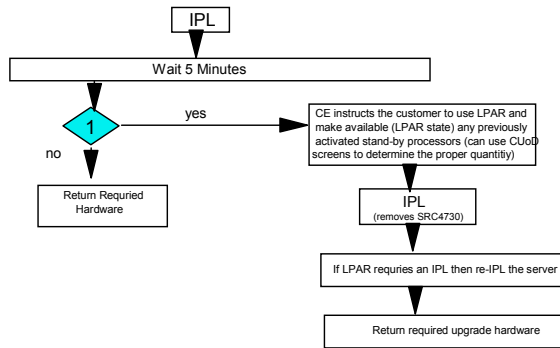 IPL
Wait 5 Minutes
1
yes
no
CE instructs the customer to use LPAR and
make available (LPAR state) any previously
activated stand-by processors (can use CUoD
screens to determine the proper quantitiy)
Return Requried
Hardware
IPL
(removes SRC4730)
If LPAR requries an IPL then re-IPL the server
Return required upgrade hardware